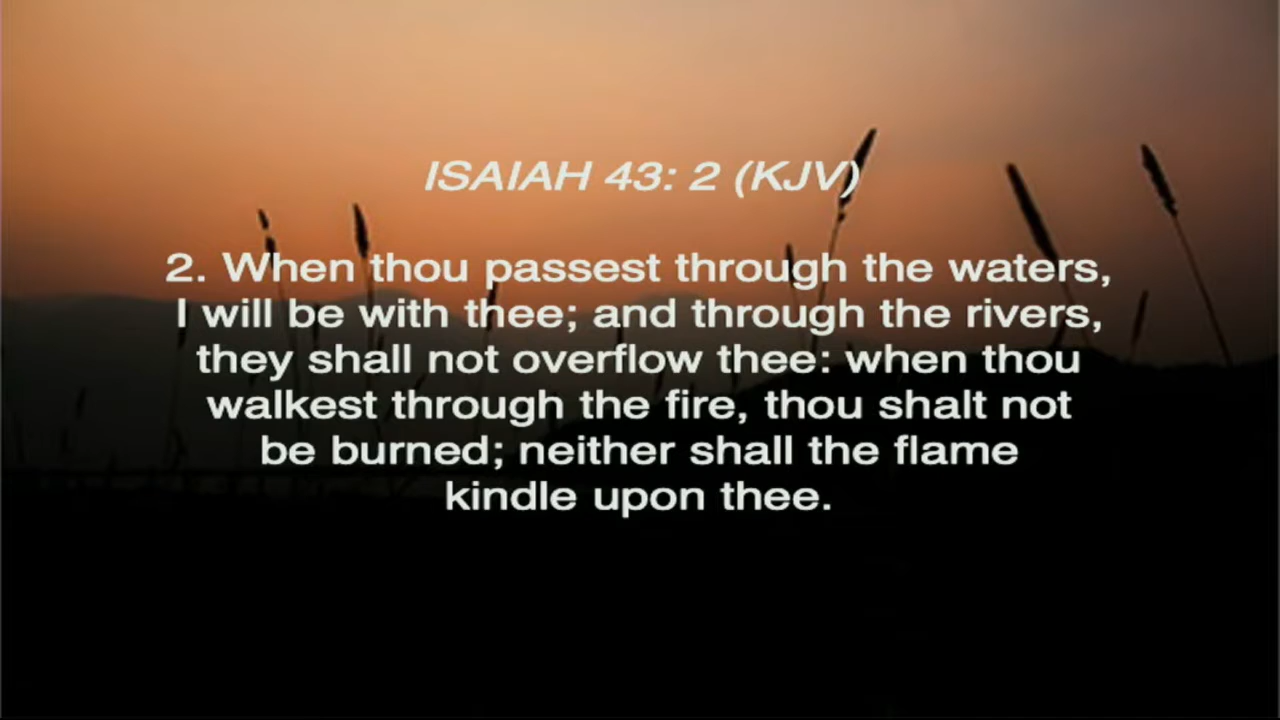 ISAIAH 43: 2 (KJV)
2. When thou passest through the waters,
I will be with thee; and through the rivers,
they shall not overflow thee: when thou
walkest through the fire, thou shalt not
be burned; neither shall the flame
kindle upon thee.